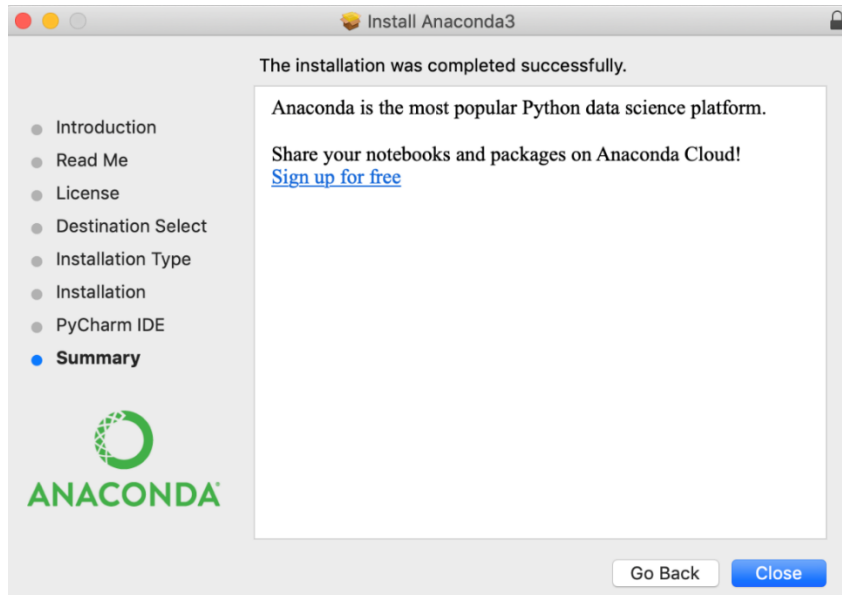 Install Anaconda3
The installation was completed successfully.
Introduction
Read Me
License
Destination Select
Installation Type
Installation
PyCharm IDE
Summary
ANACONDA
Anaconda is the most popular Python data science platform.
Share your notebooks and packages on Anaconda Cloud!
Sign up for free
Go Back
Close